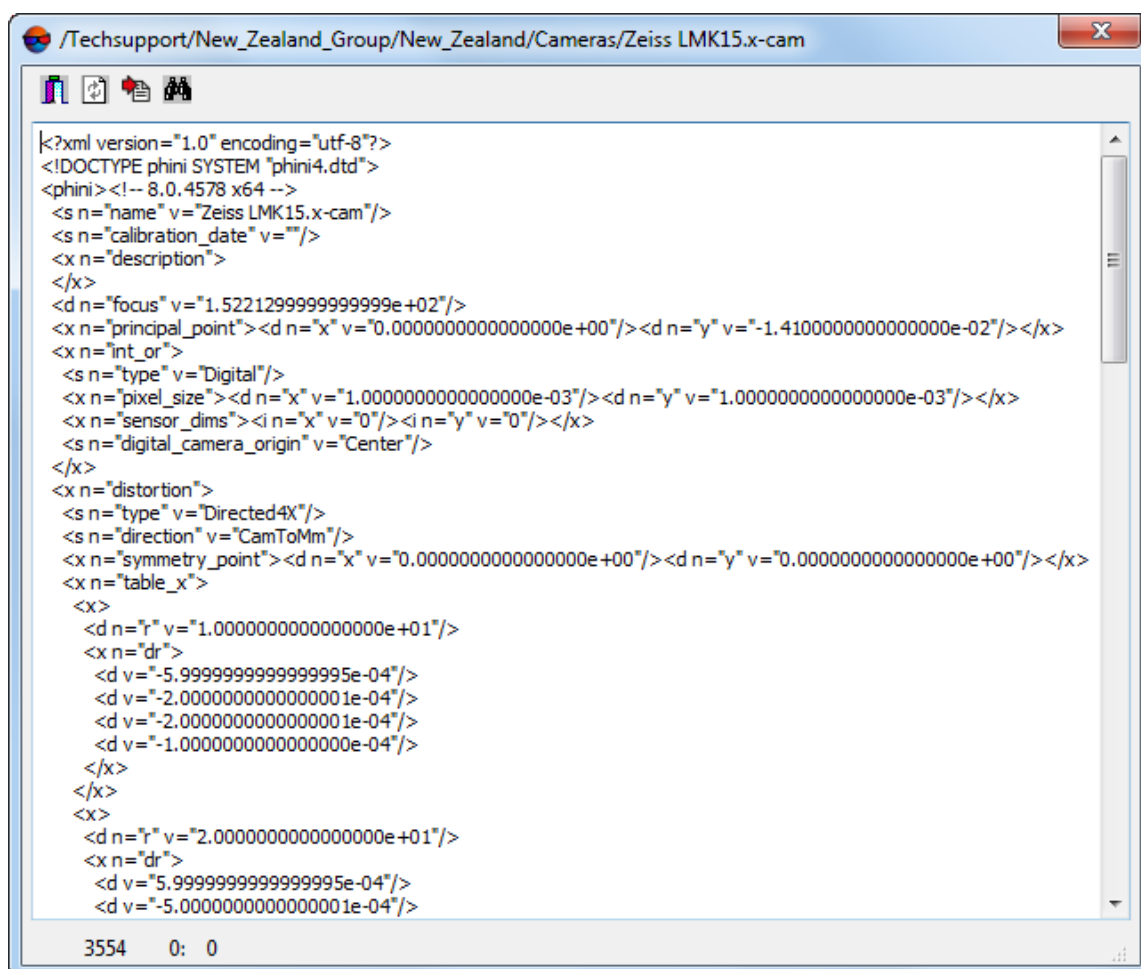 /Techsupport/New_Zealand_Group/New_Zealand/Cameras/Zeiss LMK15.x-cam
<?xml version="1.0" encoding="utf-8"?>
<!DOCTYPE phini SYSTEM "phini4.dtd">
<phini><!-- 8.0.4578 x64 -->
<s n="name" v="Zeiss LMK15.x-cam"/>
<s n="calibration_date" v=""/>
<x n="description">
</x>
<d n="focus" v="1.5221299999999999e+02"/>
<x n="principal_point"><d n="x" v="0.0000000000000000e+00"/><d n="y" v="-1.4100000000000000e-02"/></x>
<x n="int_or">
<s n="type" v="Digital"/>
<x n="pixel_size"><d n="x" v="1.0000000000000000e-03"/><d n="y" v="1.0000000000000000e-03"/></x>
<x n="sensor_dims"><i n="x" v="0"/><i n="y" v="0"/></x>
<s n="digital_camera_origin" v="Center"/>
</x>
<x n="distortion">
<s n="type" v="Directed4X"/>
<s n="direction" v="CamToMm"/>
<x n="symmetry_point"><d n="x" v="0.0000000000000000e+00"/><d n="y" v="0.0000000000000000e+00"/></x>
<x n="table_x">
<x>
<d n="r" v="1.0000000000000000e+01"/>
<x n="dr">
<d v="-5.9999999999999995e-04"/>
<d v="-2.0000000000000001e-04"/>
<d v="-2.0000000000000001e-04"/>
<d v="-1.0000000000000000e-04"/>
</x>
</x>
<x>
<d n="r" v="2.0000000000000000e+01"/>
<x n="dr">
<d v="5.9999999999999995e-04"/>
<d v="-5.0000000000000001e-04"/>
3554 0: 0